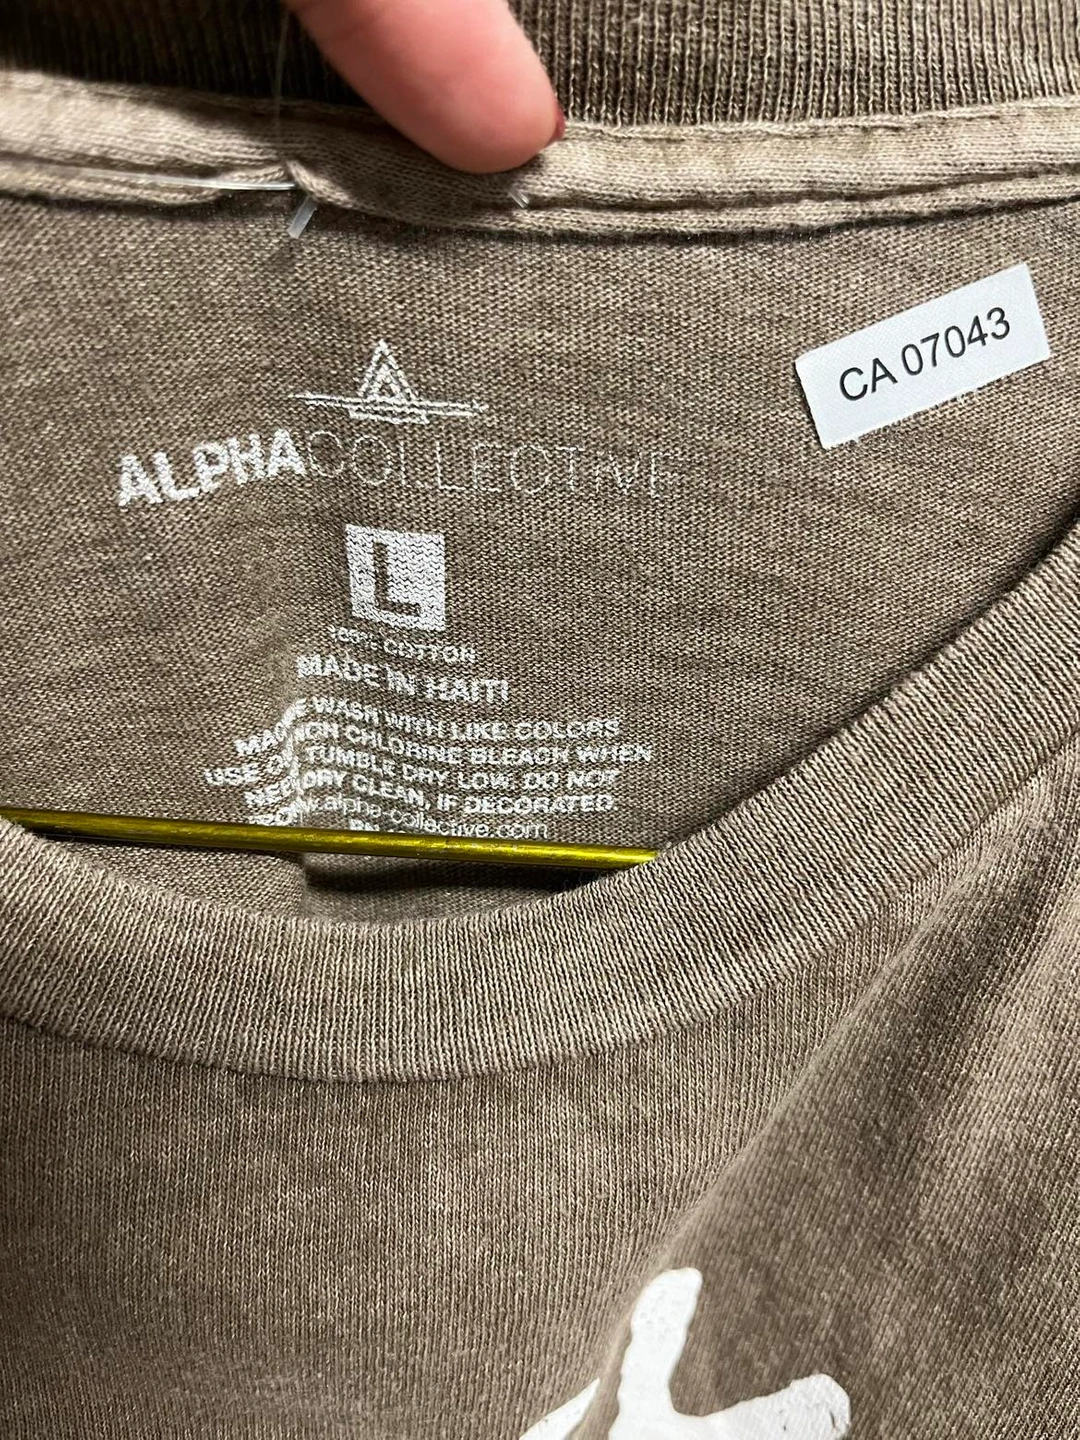 CA 07043
ALPHACOLLECTIVE
L
100% COTTON
MADE IN HAITI
WASH WITH LIKE COLORS
CHLORINE BLEACH WHEN
TUMBLE DRY LOW. DO NOT
DRY CLEAN, IF DECORATED.
.alpha-collective.com